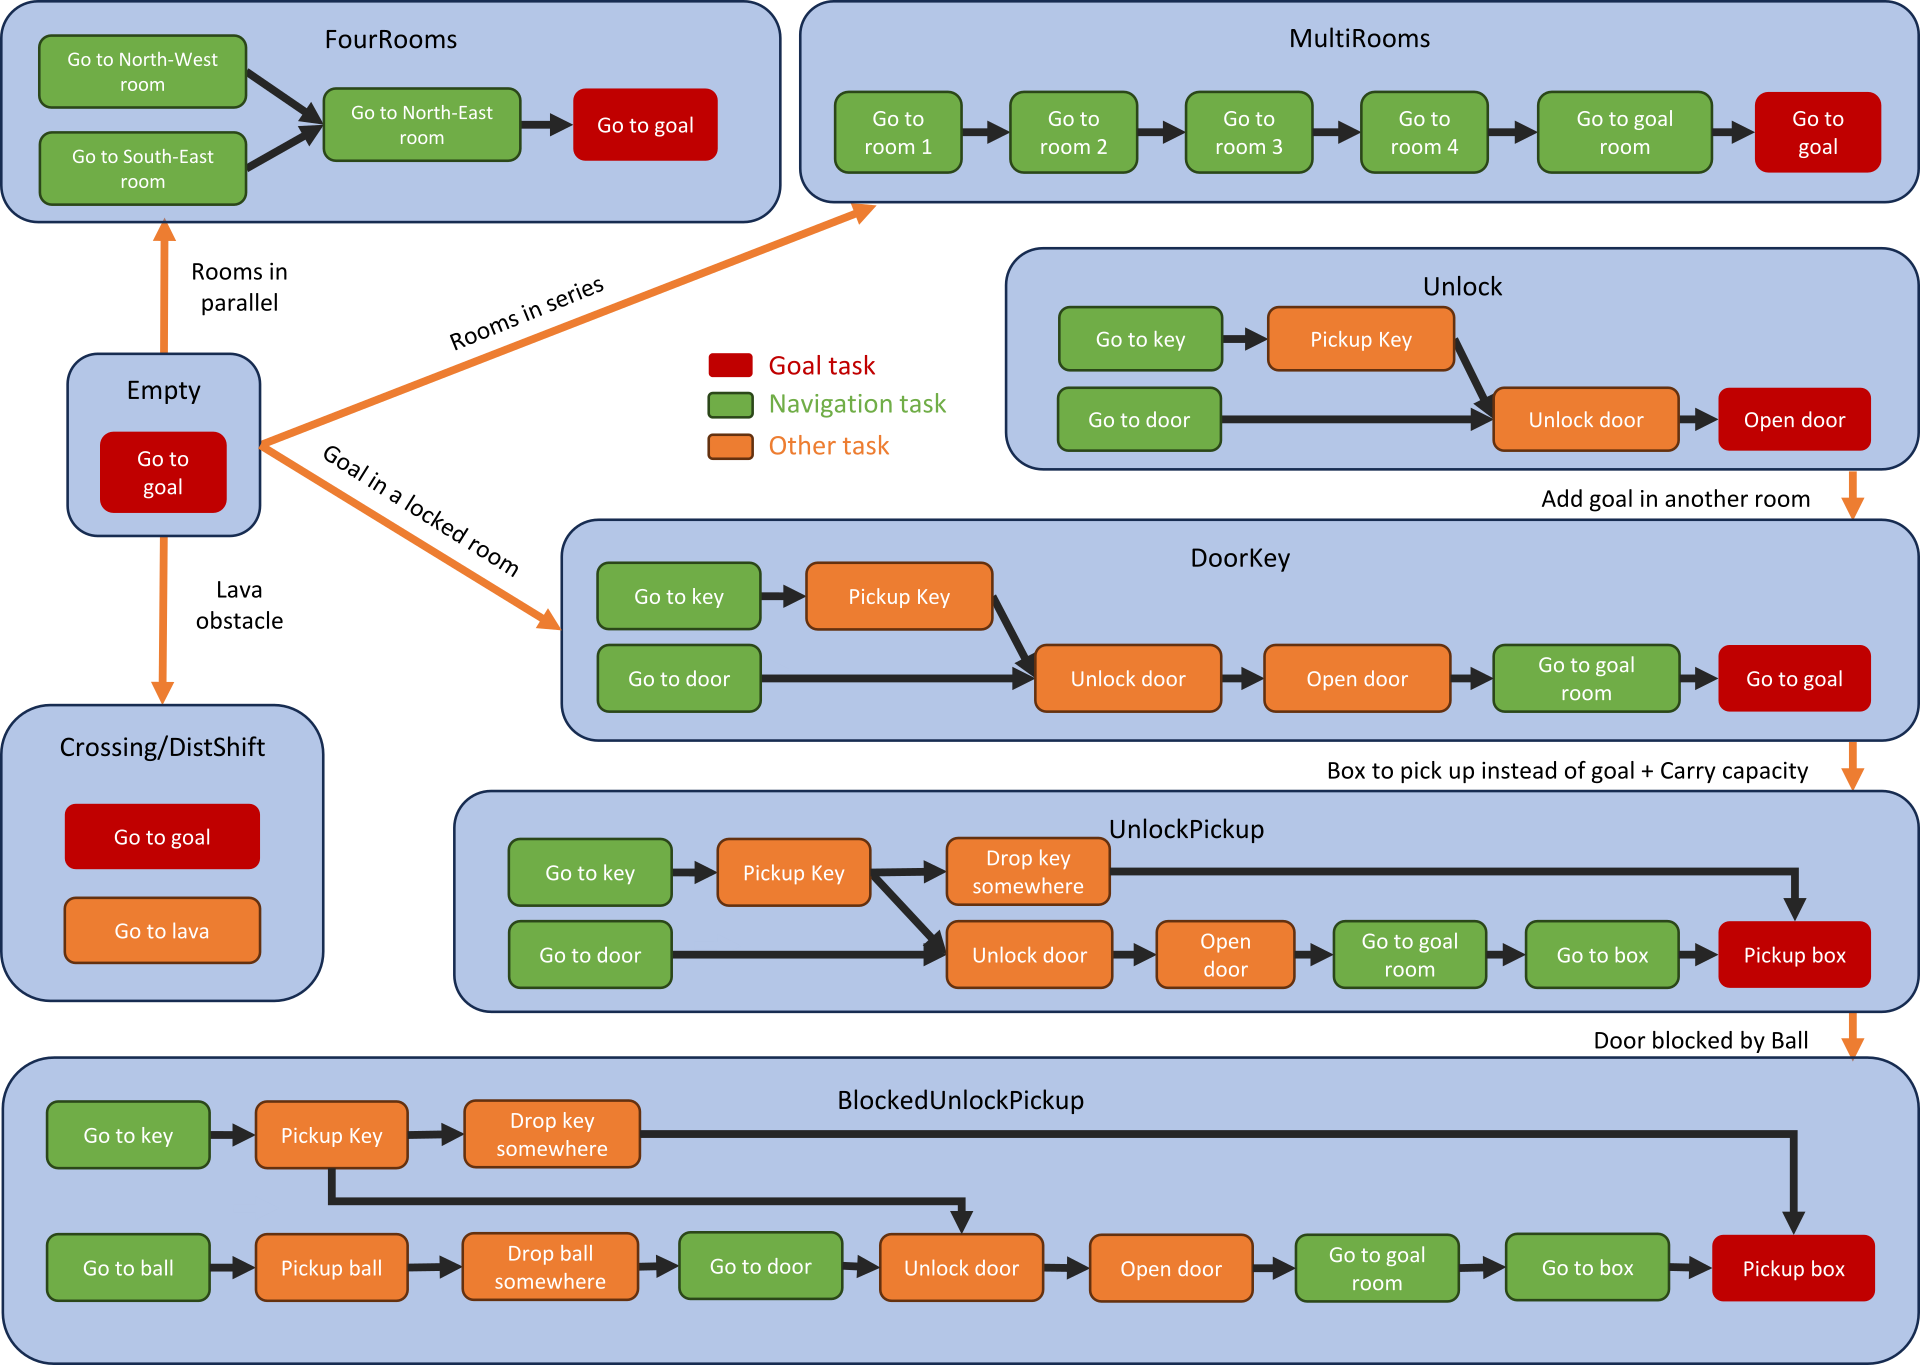 FourRooms
Go to North-West
room
Go to South-East
room
Go to North-East
room
Go to goal
MultiRooms
Go to
room 1
Go to
room 2
Go to
room 3
Go to
room 4
Go to goal
room
Go to
goal
Rooms in
parallel
Rooms in series
Unlock
Go to key
Pickup Key
Go to door
Unlock door
Open door
Goal task
Navigation task
Other task
Empty
Go to
goal
Goal in a locked room
Add goal in another room
Lava
obstacle
DoorKey
Go to key
Pickup Key
Go to door
Unlock door
Open door
Go to goal
room
Go to goal
Crossing/DistShift
Go to goal
Go to lava
Box to pick up instead of goal + Carry capacity
UnlockPickup
Go to key
Pickup Key
Drop key
somewhere
Go to door
Unlock door
Open
door
Go to goal
room
Go to box
Pickup box
Door blocked by Ball
BlockedUnlockPickup
Go to key
Pickup Key
Drop key
somewhere
Go to ball
Pickup ball
Drop ball
somewhere
Go to door
Unlock door
Open door
Go to goal
room
Go to box
Pickup box